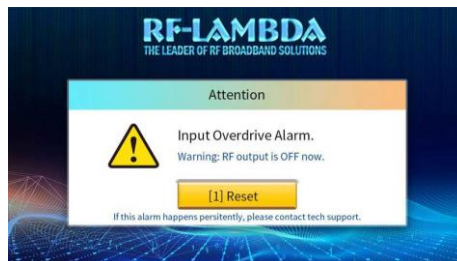 RF-LAMBDA
THE LEADER OF RF BROADBAND SOLUTIONS
Attention
Input Overdrive Alarm.
Warning: RF output is OFF now.
[1] Reset
If this alarm happens persitently, please contact tech support.